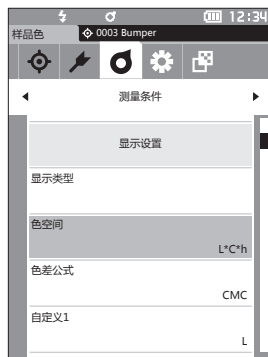 12:34
样品色 0003 Bumper
测量条件
显示设置
显示类型
色空间
L*C*h
色差公式
CMC
自定义1
L